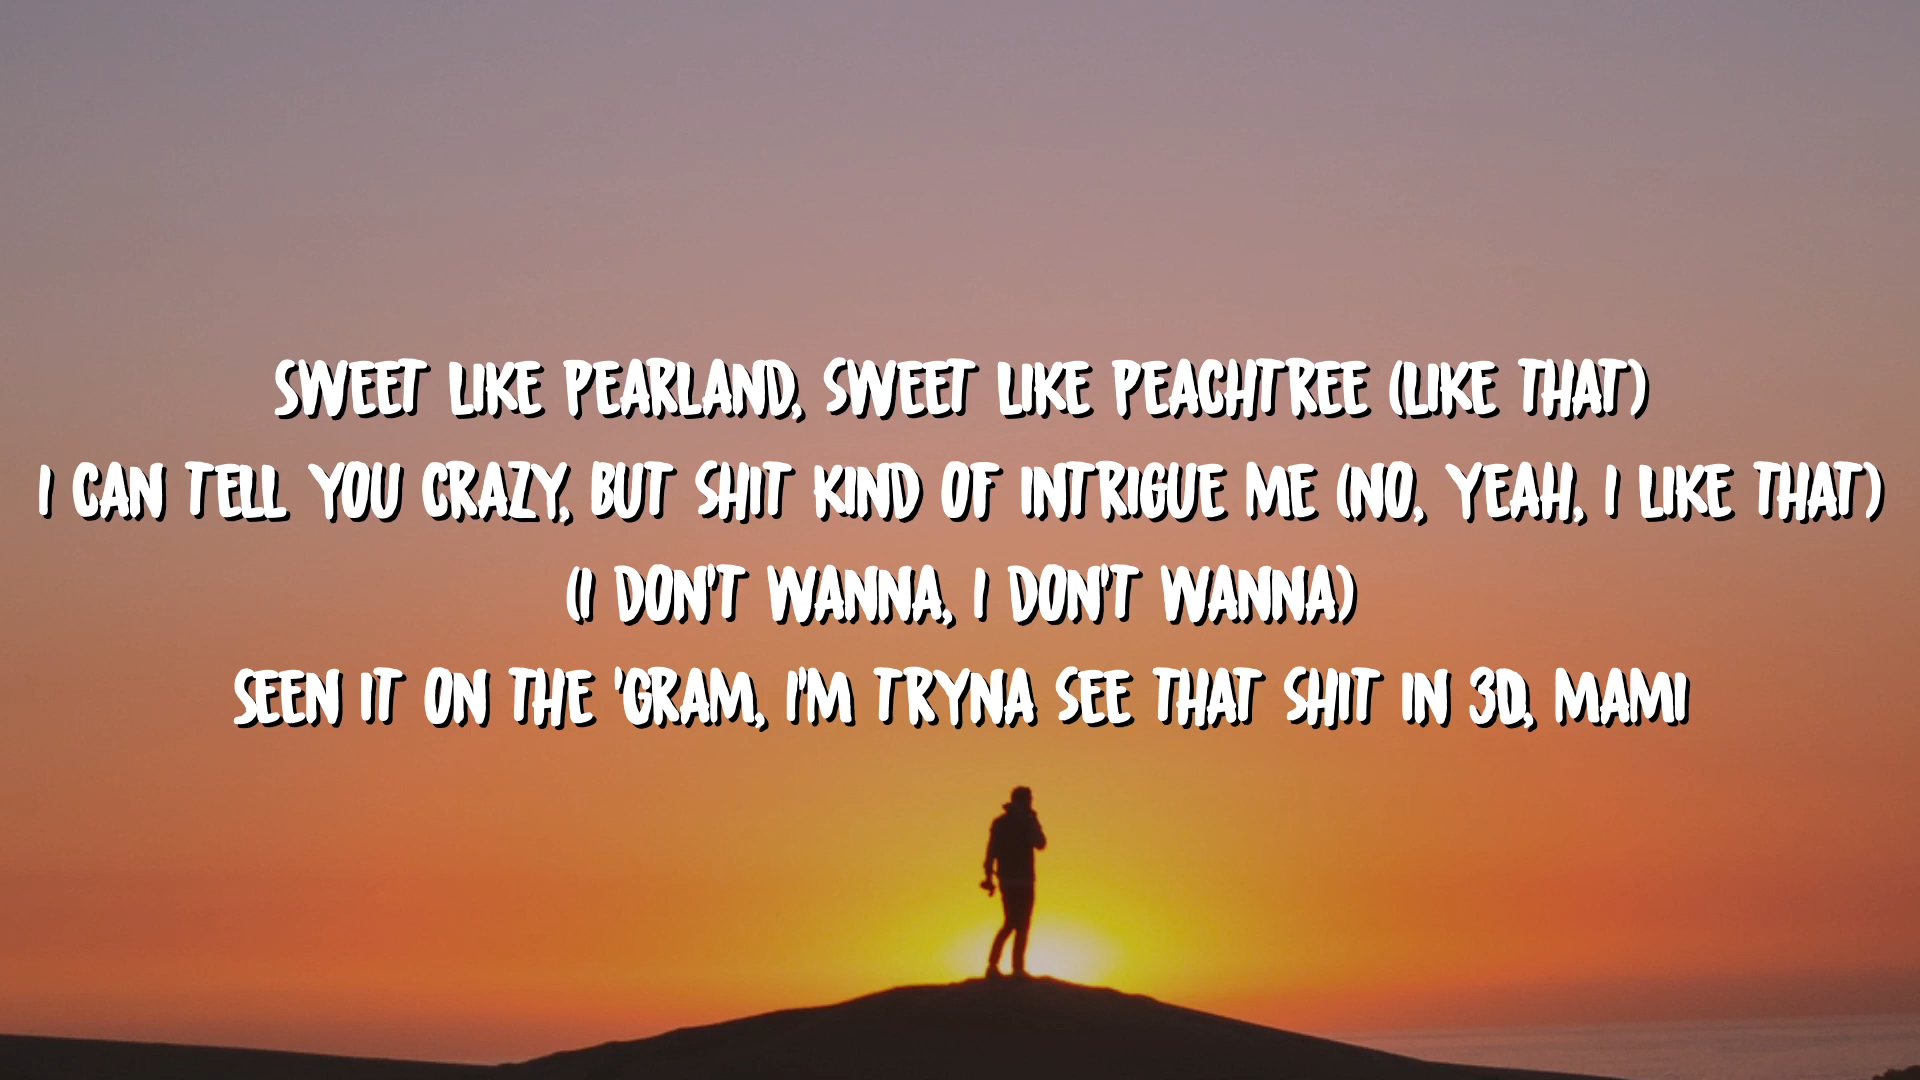 SWEET LIKE PEARLAND, SWEET LIKE PEACHTREE (LIKE THAT)
I CAN TELL YOU CRAZY, BUT SHIT KIND OF INTRIGUE ME (NO, YEAH, I LIKE THAT)
(I DON'T WANNA, I DON'T WANNA)
SEEN IT ON THE 'GRAM, I'M TRYNA SEE THAT SHIT IN 3D, MAMI